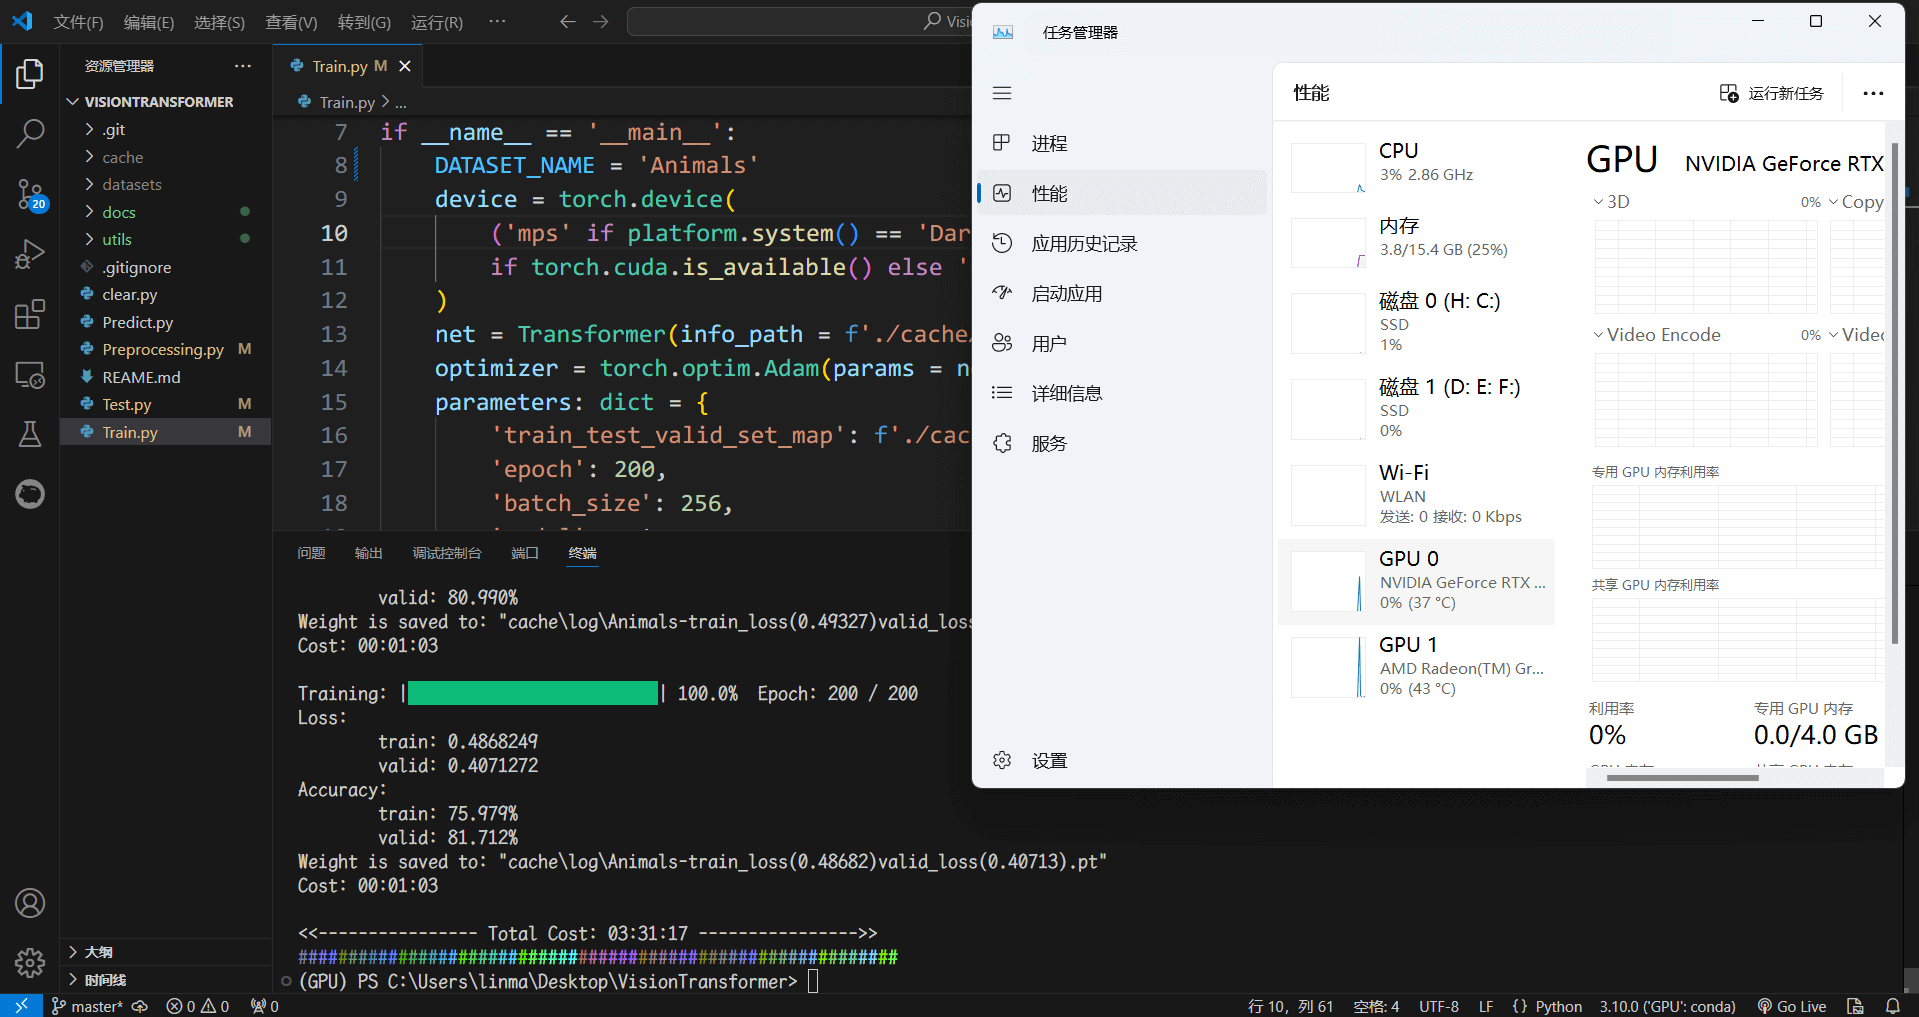 文件(F) 编辑(E) 选择(S) 查看(V) 转到(G) 运行(R) ··· Visi
资源管理器 ···
VISIONTRANSFORMER
.git
cache
datasets
docs
utils
.gitignore
clear.py
Predict.py
Preprocessing.py M
REAME.md
Test.py M
Train.py M
20
大纲
时间线
Train.py M
Train.py > ...
7 if __name__ == '__main__':
8 DATASET_NAME = 'Animals'
9 device = torch.device(
10 ('mps' if platform.system() == 'Dar
11 if torch.cuda.is_available() else '
12 )
13 net = Transformer(info_path = f'./cache/
14 optimizer = torch.optim.Adam(params = n
15 parameters: dict = {
16 'train_test_valid_set_map': f'./cac
17 'epoch': 200,
18 'batch_size': 256,
问题 输出 调试控制台 端口 终端
valid: 80.990%
Weight is saved to: "cache\log\Animals-train_loss(0.49327)valid_loss
Cost: 00:01:03
Training: | | 100.0% Epoch: 200 / 200
Loss:
train: 0.4868249
valid: 0.4071272
Accuracy:
train: 75.979%
valid: 81.712%
Weight is saved to: "cache\log\Animals-train_loss(0.48682)valid_loss(0.40713).pt"
Cost: 00:01:03
<<---------------- Total Cost: 03:31:17 ---------------->>
############################################################
(GPU) PS C:\Users\linma\Desktop\VisionTransformer>
master* 0 0 0
行 10，列 61 空格: 4 UTF-8 LF {} Python 3.10.0 ('GPU': conda) Go Live
任务管理器
进程
性能
应用历史记录
启动应用
用户
详细信息
服务
设置
性能 运行新任务 ···
CPU
3% 2.86 GHz
内存
3.8/15.4 GB (25%)
磁盘 0 (H: C:)
SSD
1%
磁盘 1 (D: E: F:)
SSD
0%
Wi-Fi
WLAN
发送: 0 接收: 0 Kbps
GPU 0
NVIDIA GeForce RTX ...
0% (37 °C)
GPU 1
AMD Radeon(TM) Gr...
0% (43 °C)
GPU NVIDIA GeForce RTX
3D 0% Copy
Video Encode 0% Video
专用 GPU 内存利用率
共享 GPU 内存利用率
利用率 专用 GPU 内存
0% 0.0/4.0 GB